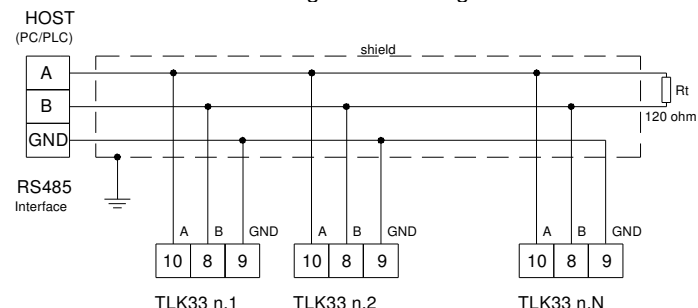 HOST
(PC/PLC)
shield
A
Rt
B
120 ohm
GND
RS485
Interface
A B GND A B GND A B GND
10 8 9 10 8 9 10 8 9
TLK33 n.1 TLK33 n.2 TLK33 n.N